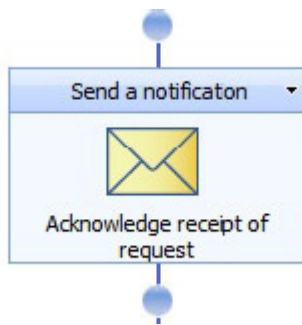 Send a notificaton
Acknowledge receipt of
request